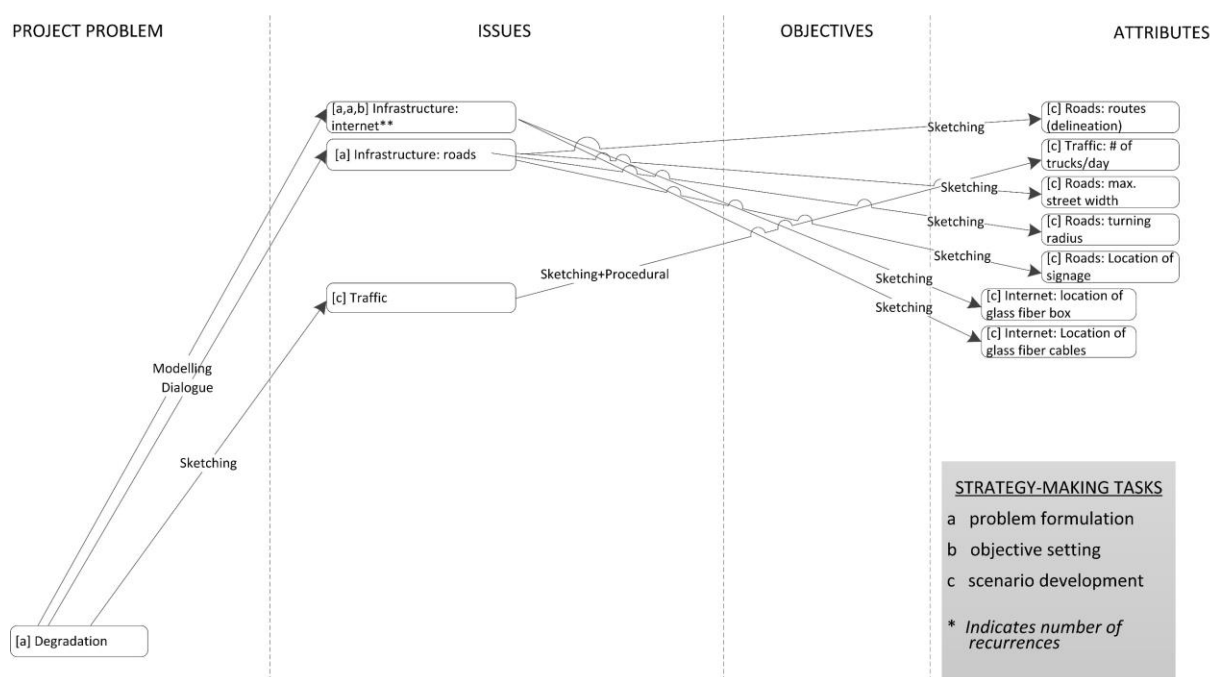 PROJECT PROBLEM
ISSUES
OBJECTIVES
ATTRIBUTES
[a,a,b] Infrastructure:
internet**
[a] Infrastructure: roads
[c] Traffic
[a] Degradation
Modelling
Dialogue
Sketching
Sketching+Procedural
Sketching
Sketching
Sketching
Sketching
Sketching
Sketching
[c] Roads: routes
(delineation)
[c] Traffic: # of
trucks/day
[c] Roads: max.
street width
[c] Roads: turning
radius
[c] Roads: Location of
signage
[c] Internet: location of
glass fiber box
[c] Internet: Location of
glass fiber cables
STRATEGY-MAKING TASKS
a problem formulation
b objective setting
c scenario development
* Indicates number of
recurrences